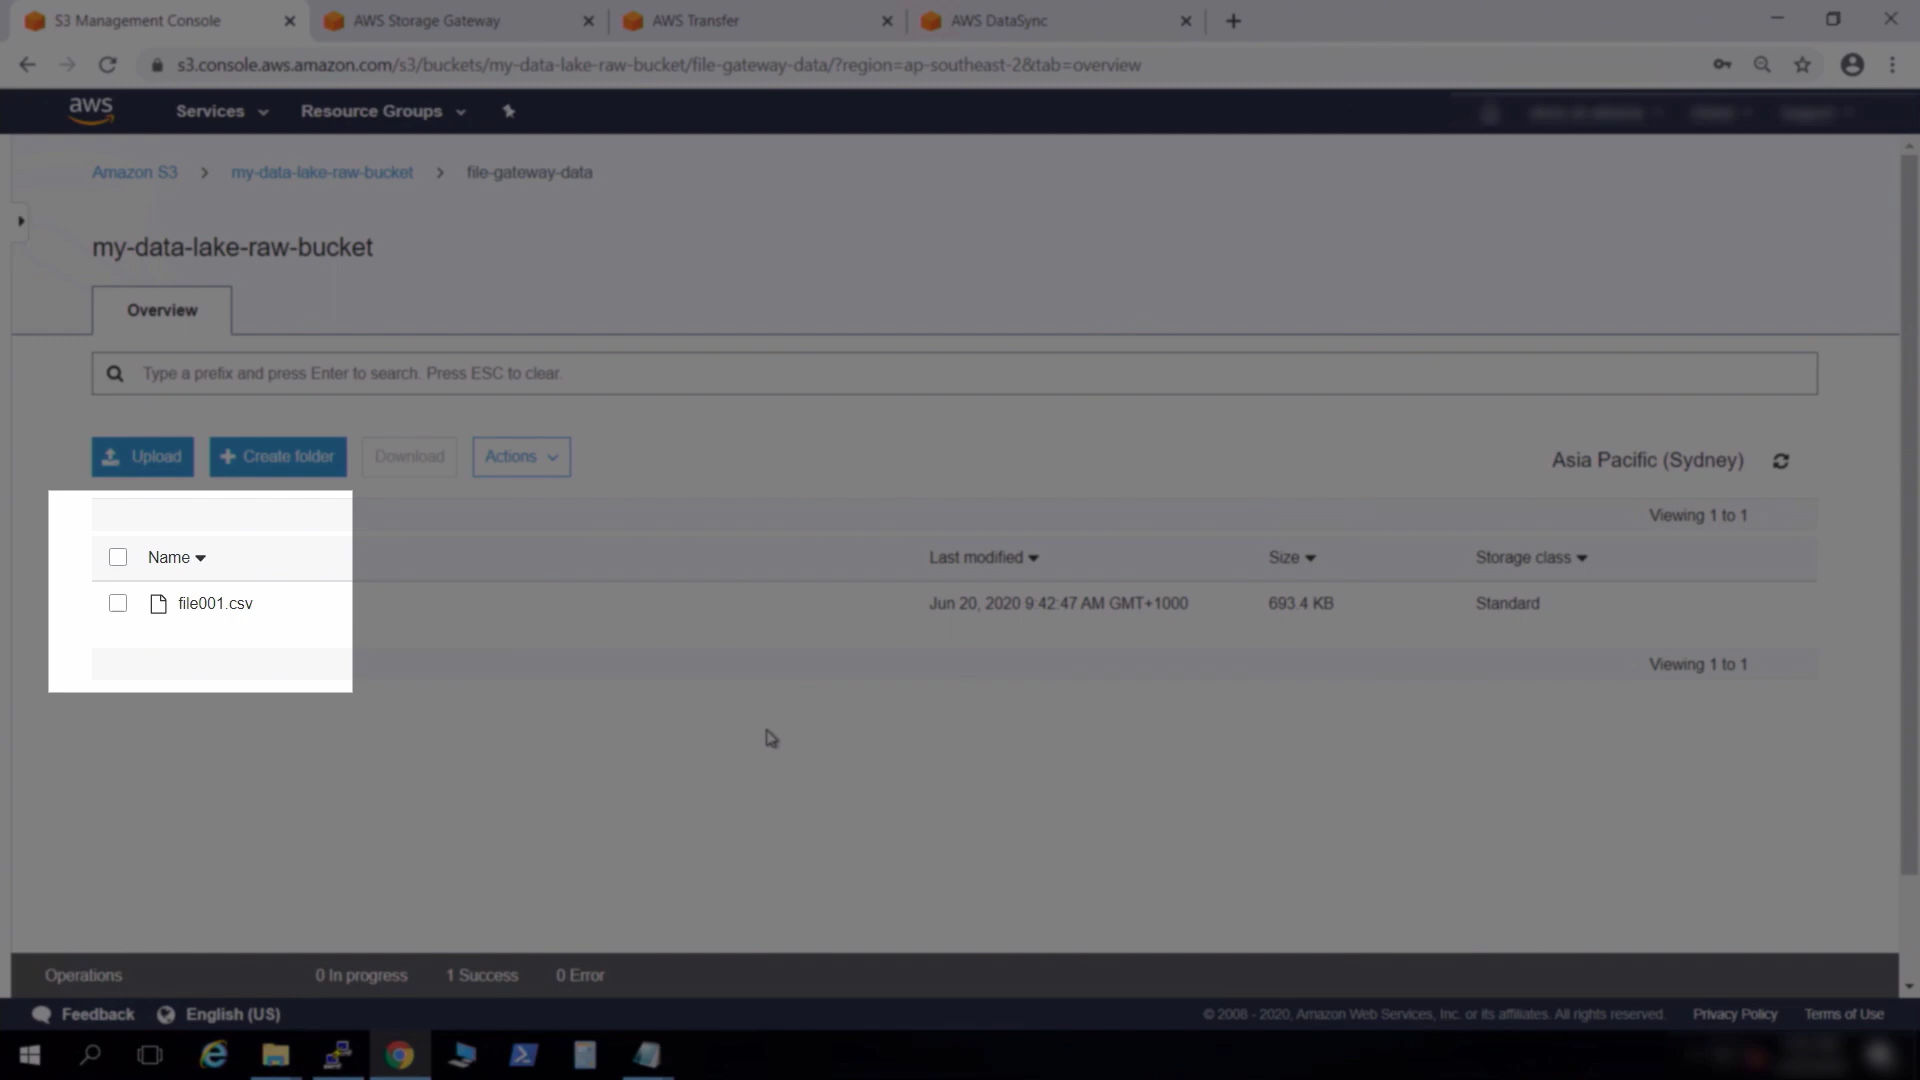 S3 Management Console
AWS Storage Gateway
AWS Transfer
AWS DataSync
s3.console.aws.amazon.com/s3/buckets/my-data-lake-raw-bucket/file-gateway-data/?region=ap-southeast-2&tab=overview
aws Services Resource Groups
Amazon S3 > my-data-lake-raw-bucket > file-gateway-data
my-data-lake-raw-bucket
Overview
Type a prefix and press Enter to search. Press ESC to clear.
Upload + Create folder Download Actions Asia Pacific (Sydney)
Viewing 1 to 1
Name Last modified Size Storage class
file001.csv Jun 20, 2020 9:42:47 AM GMT+1000 693.4 KB Standard
Viewing 1 to 1
Operations 0 In progress 1 Success 0 Error
Feedback English (US) © 2008 - 2020, Amazon Web Services, Inc. or its affiliates. All rights reserved. Privacy Policy Terms of Use